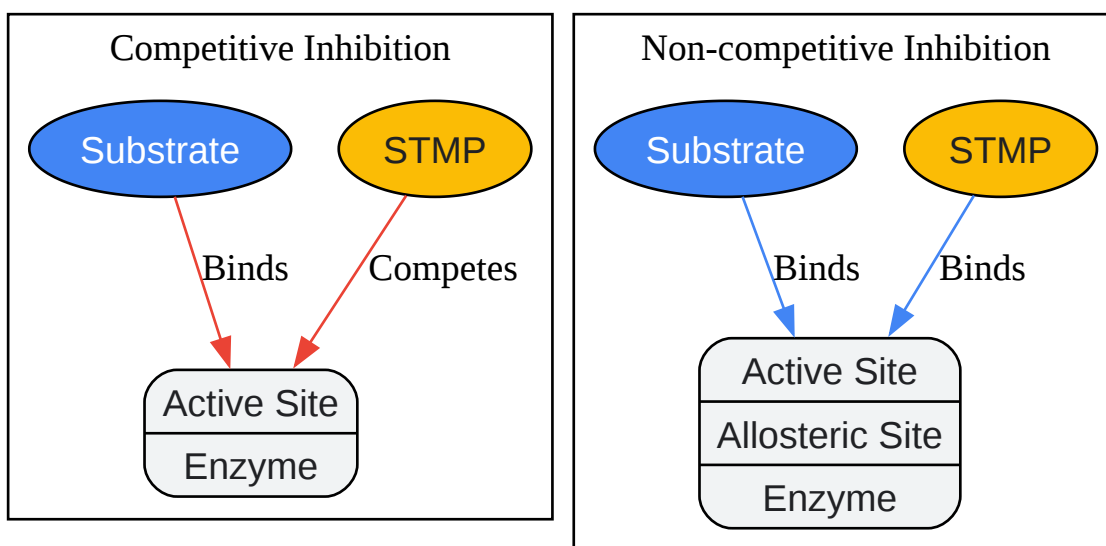 Competitive Inhibition
Substrate
STMP
Binds
Competes
Active Site
Enzyme
Non-competitive Inhibition
Substrate
STMP
Binds
Binds
Active Site
Allosteric Site
Enzyme